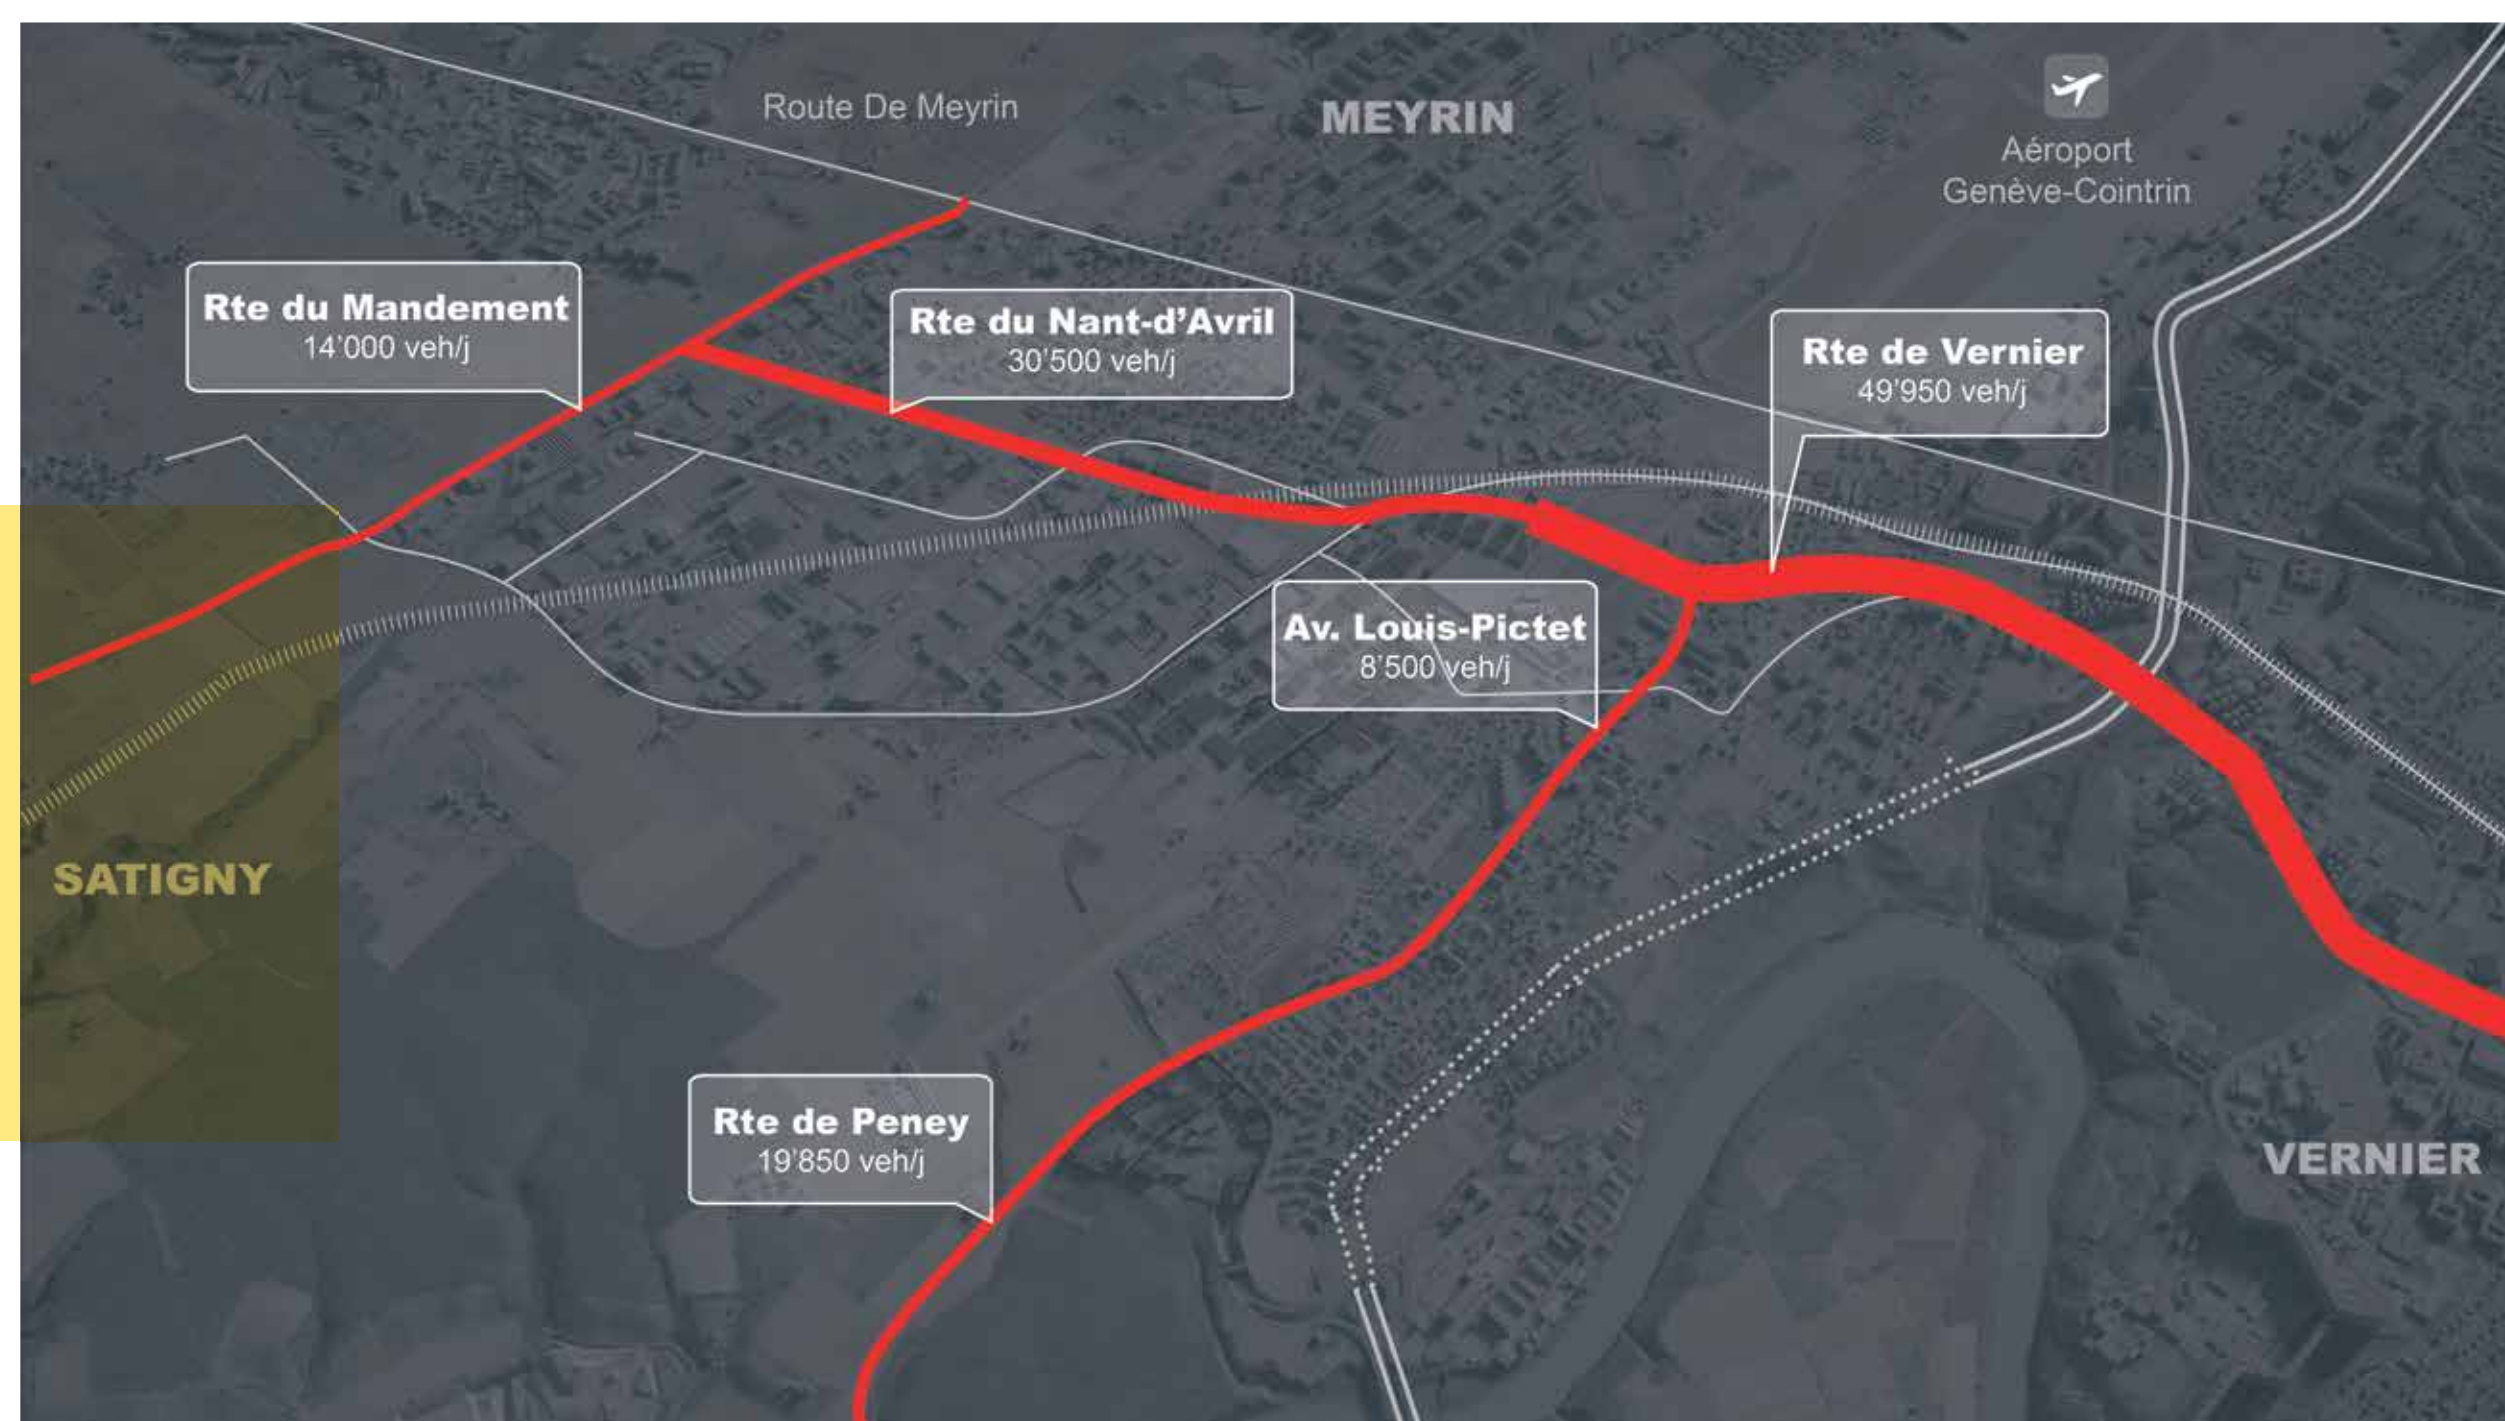 Route De Meyrin
MEYRIN
Aéroport
Genève-Cointrin
Rte du Mandement
14'000 veh/j
Rte du Nant-d'Avril
30'500 veh/j
Rte de Vernier
49'950 veh/j
Av. Louis-Pictet
8'500 veh/j
SATIGNY
Rte de Peney
19'850 veh/j
VERNIER